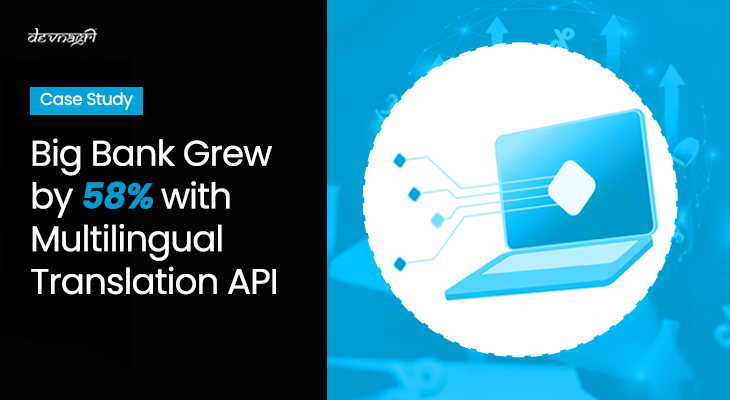 devnagri
Case Study
Big Bank Grew
by 58% with
Multilingual
Translation API